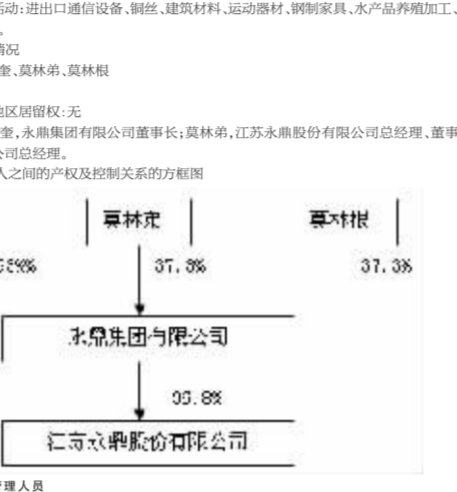 活动:进出口通信设备、铜丝、建筑材料、运动器材、钢制家具、水产品养殖加工、
。
情况
奎、莫林弟、莫林根
地区居留权:无
奎,永鼎集团有限公司董事长;莫林弟,江苏永鼎股份有限公司总经理、董事
公司总经理。
人之间的产权及控制关系的方框图
莫林弟 莫林根
37.3% 37.3%
永鼎集团有限公司
江苏永鼎股份有限公司
管理人员